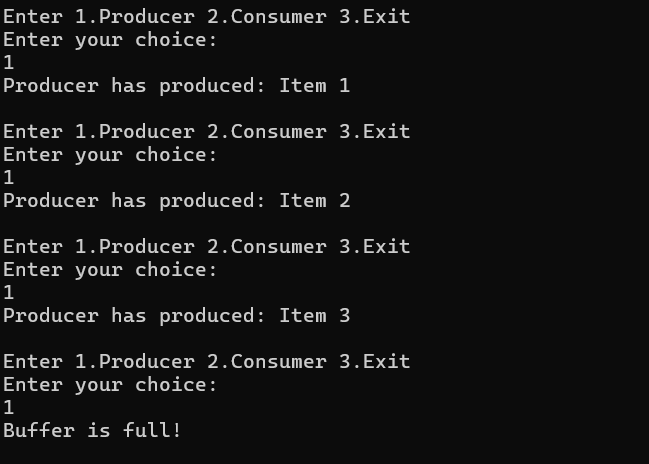 Enter 1.Producer 2.Consumer 3.Exit
Enter your choice:
1
Producer has produced: Item 1
Enter 1.Producer 2.Consumer 3.Exit
Enter your choice:
1
Producer has produced: Item 2
Enter 1.Producer 2.Consumer 3.Exit
Enter your choice:
1
Producer has produced: Item 3
Enter 1.Producer 2.Consumer 3.Exit
Enter your choice:
1
Buffer is full!